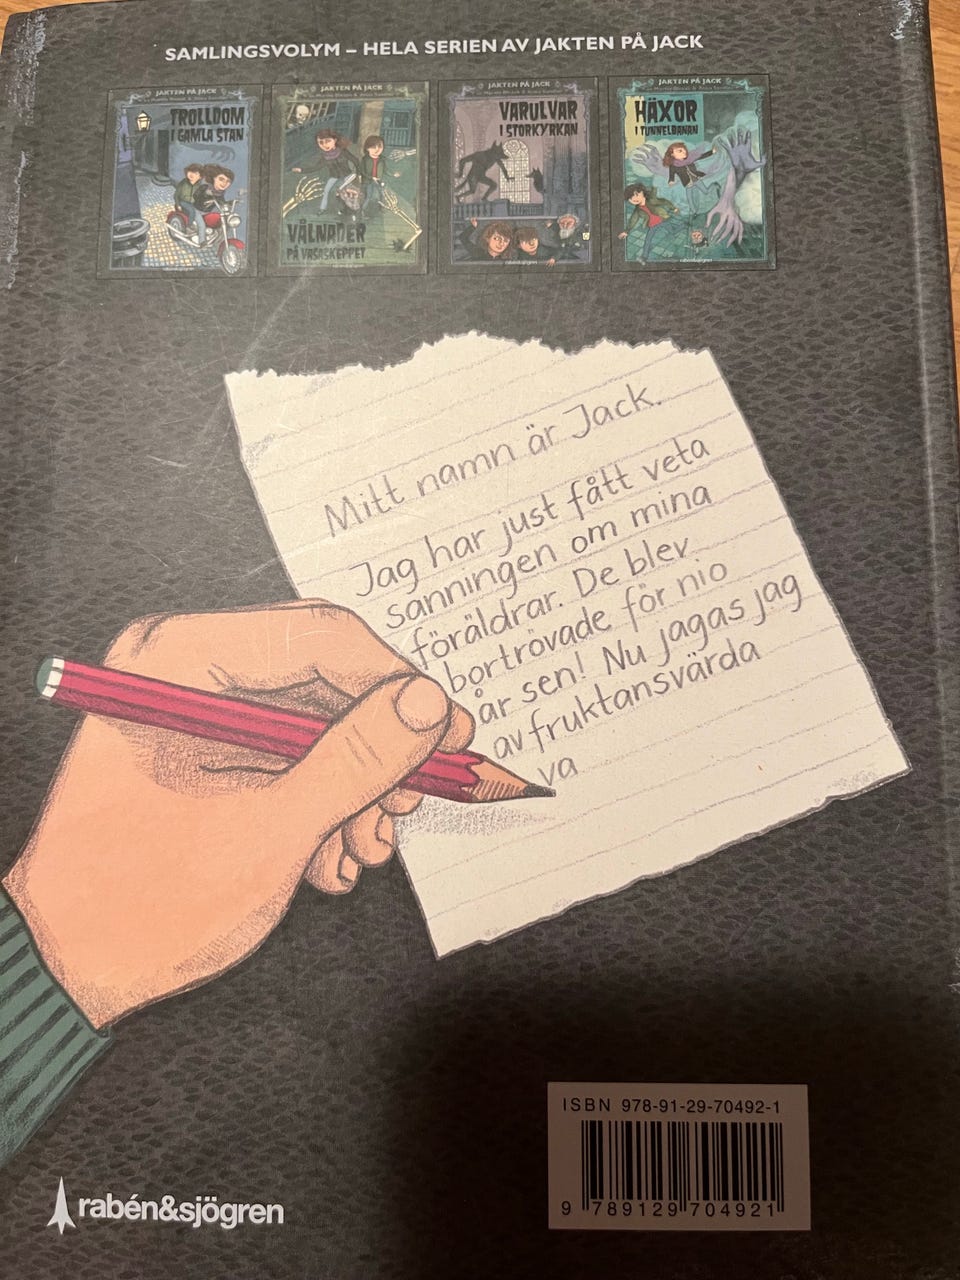 SAMLINGSVOLYM – HELA SERIEN AV JAKTEN PÅ JACK
JAKTEN PÅ JACK
TROLLDOM
I GAMLA STAN
JAKTEN PÅ JACK
VÅLNADER
PÅ VASASKEPPET
JAKTEN PÅ JACK
VARULVAR
I STORKYRKAN
JAKTEN PÅ JACK
HÄXOR
I TUNNELBANAN
Mitt namn är Jack.
Jag har just fått veta
sanningen om mina
föräldrar. De blev
bortrövade för nio
år sen! Nu jagas jag
av fruktansvärda
va
ISBN 978-91-29-70492-1
9 789129 704921
rabén&sjögren